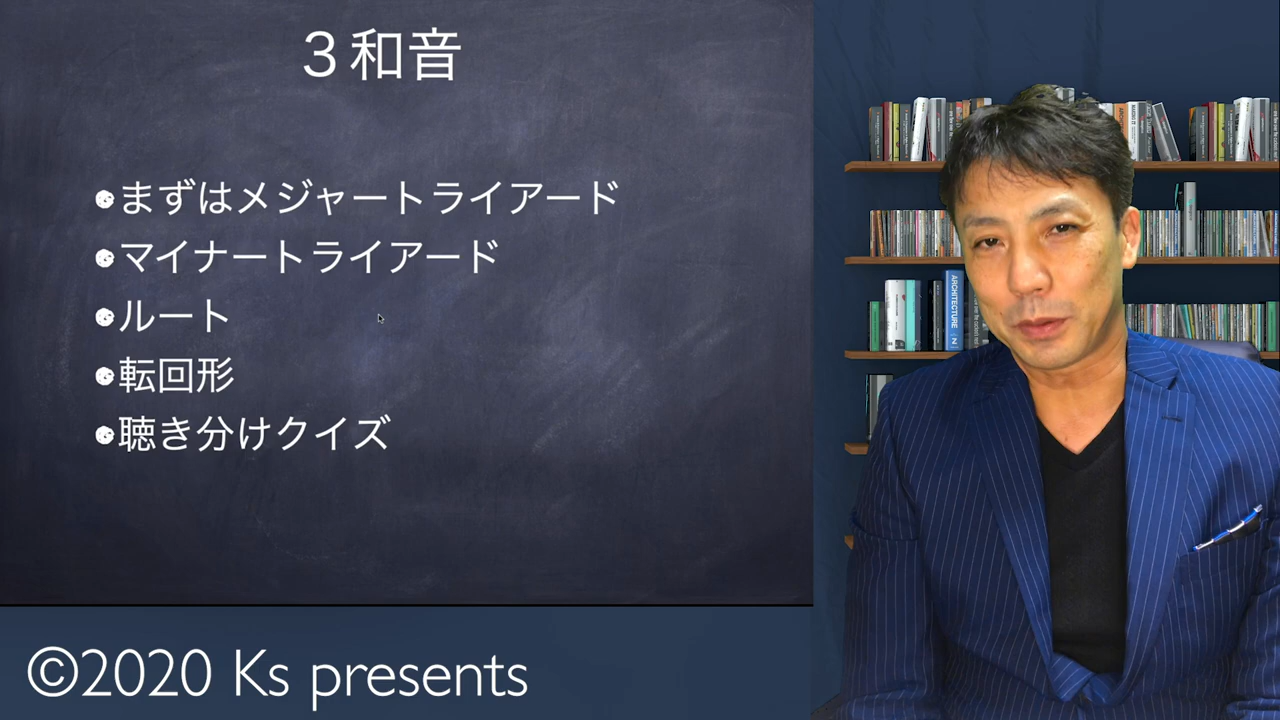 ３和音
まずはメジャートライアード
マイナートライアード
ルート
転回形
聴き分けクイズ
ARCHITECTURE
©2020 Ks presents